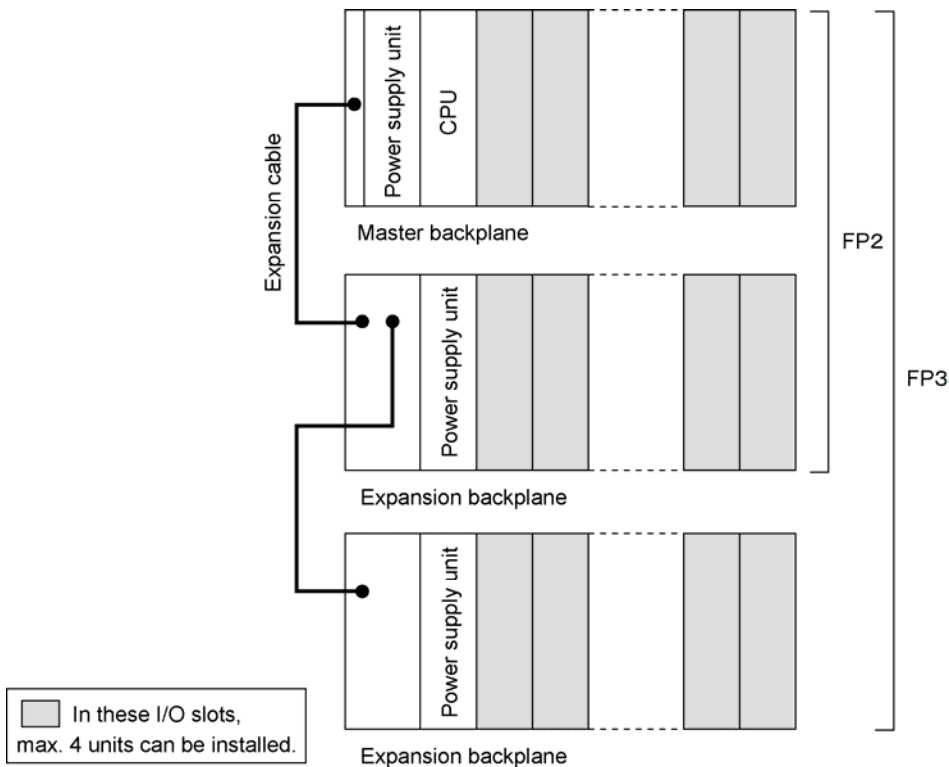 Expansion cable
Power supply unit
CPU
Master backplane
FP2
FP3
Power supply unit
Expansion backplane
Power supply unit
In these I/O slots,
max. 4 units can be installed.
Expansion backplane